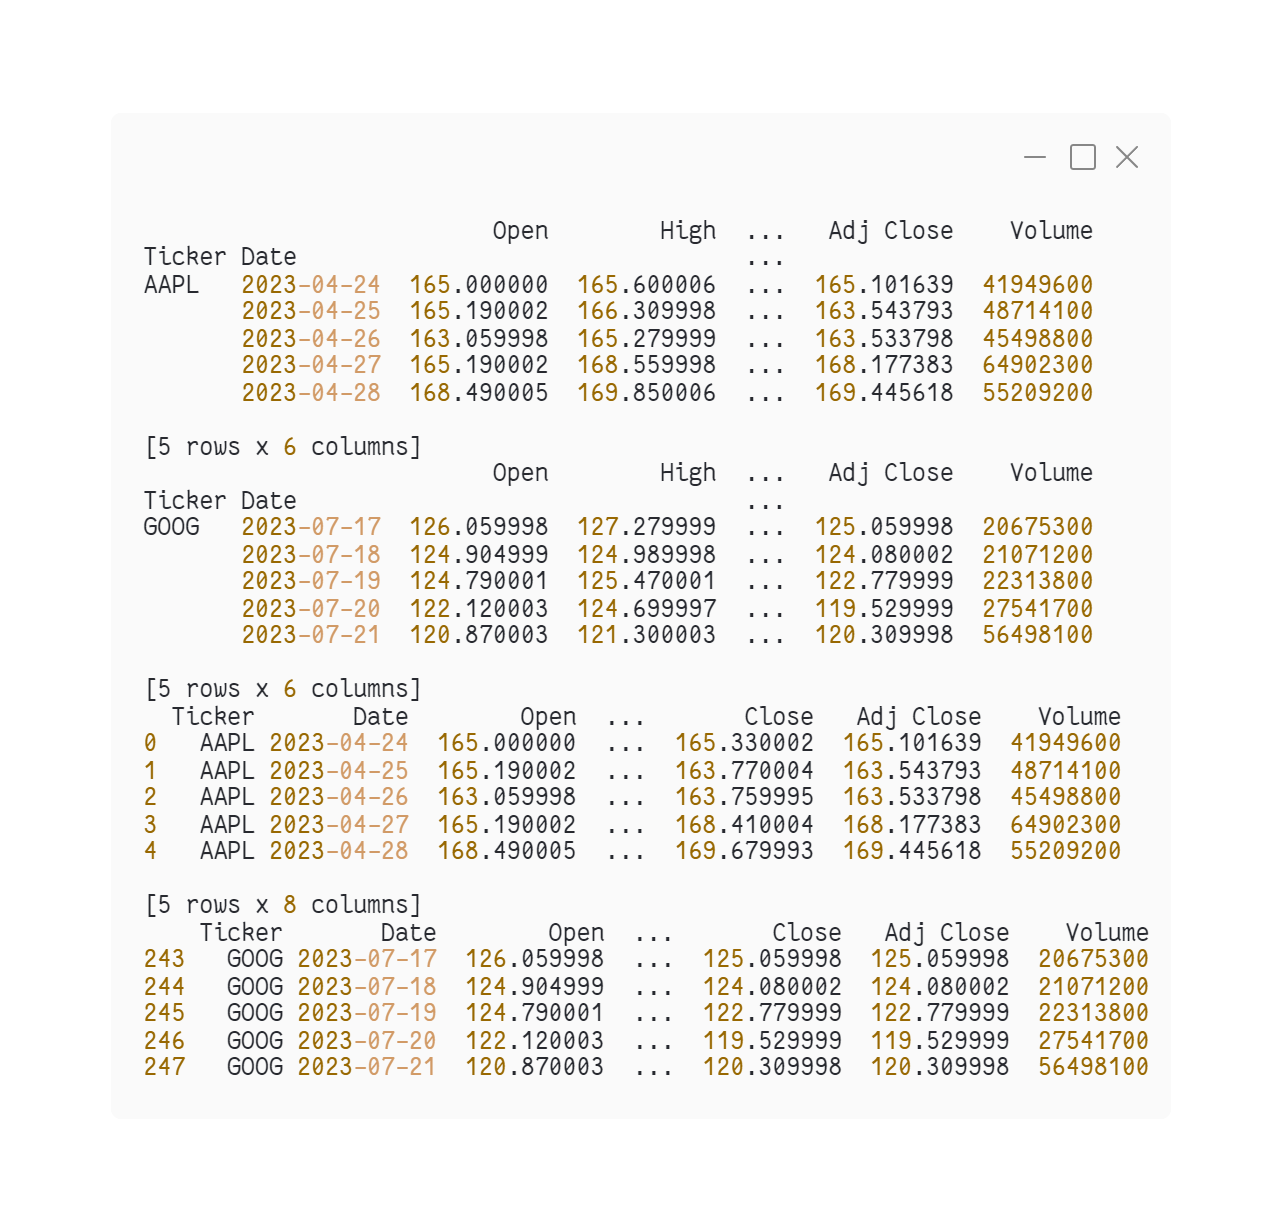 Open High ... Adj Close Volume
Ticker Date ...
AAPL 2023-04-24 165.000000 165.600006 ... 165.101639 41949600
2023-04-25 165.190002 166.309998 ... 163.543793 48714100
2023-04-26 163.059998 165.279999 ... 163.533798 45498800
2023-04-27 165.190002 168.559998 ... 168.177383 64902300
2023-04-28 168.490005 169.850006 ... 169.445618 55209200
[5 rows x 6 columns]
Open High ... Adj Close Volume
Ticker Date ...
GOOG 2023-07-17 126.059998 127.279999 ... 125.059998 20675300
2023-07-18 124.904999 124.989998 ... 124.080002 21071200
2023-07-19 124.790001 125.470001 ... 122.779999 22313800
2023-07-20 122.120003 124.699997 ... 119.529999 27541700
2023-07-21 120.870003 121.300003 ... 120.309998 56498100
[5 rows x 6 columns]
Ticker Date Open ... Close Adj Close Volume
0 AAPL 2023-04-24 165.000000 ... 165.330002 165.101639 41949600
1 AAPL 2023-04-25 165.190002 ... 163.770004 163.543793 48714100
2 AAPL 2023-04-26 163.059998 ... 163.759995 163.533798 45498800
3 AAPL 2023-04-27 165.190002 ... 168.410004 168.177383 64902300
4 AAPL 2023-04-28 168.490005 ... 169.679993 169.445618 55209200
[5 rows x 8 columns]
Ticker Date Open ... Close Adj Close Volume
243 GOOG 2023-07-17 126.059998 ... 125.059998 125.059998 20675300
244 GOOG 2023-07-18 124.904999 ... 124.080002 124.080002 21071200
245 GOOG 2023-07-19 124.790001 ... 122.779999 122.779999 22313800
246 GOOG 2023-07-20 122.120003 ... 119.529999 119.529999 27541700
247 GOOG 2023-07-21 120.870003 ... 120.309998 120.309998 56498100